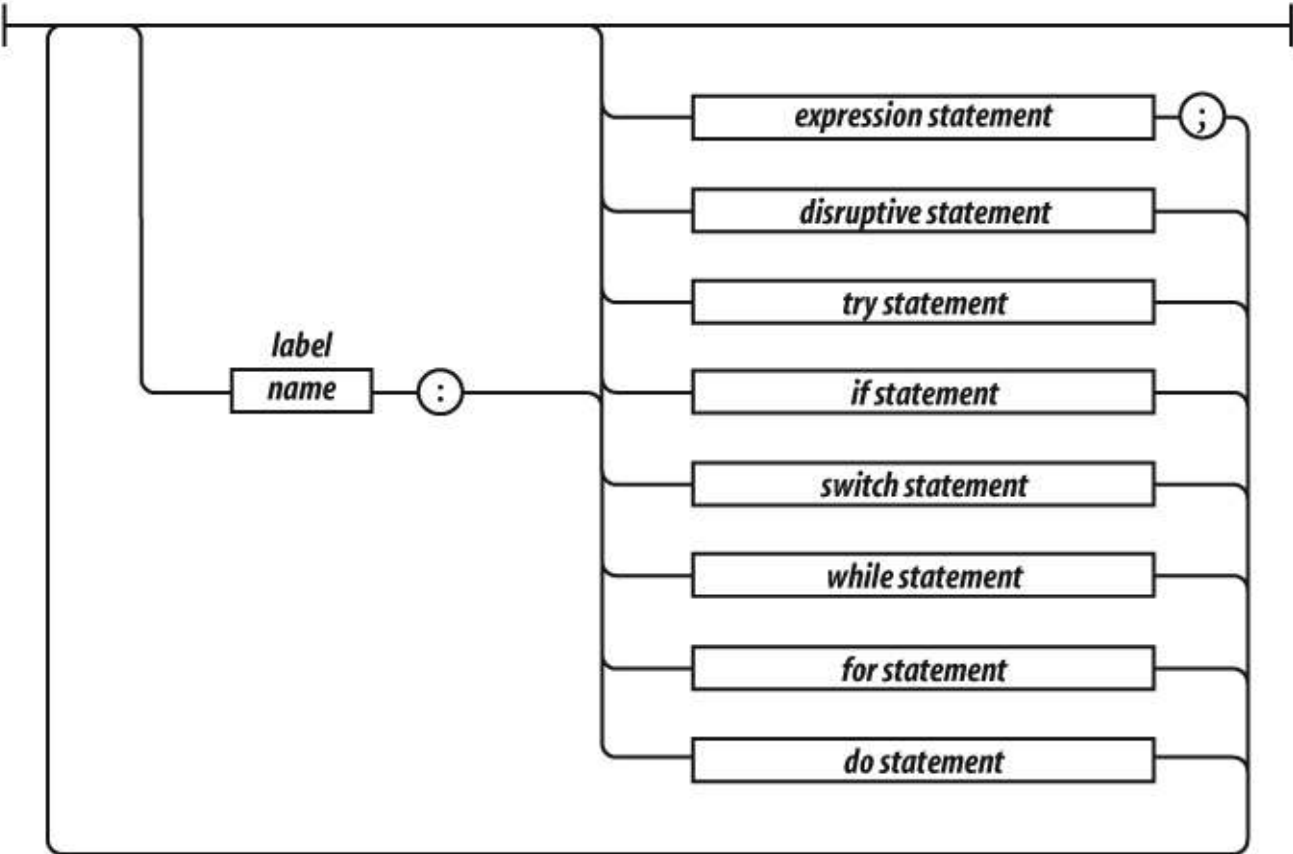 expression statement ;
disruptive statement
try statement
label
name :
if statement
switch statement
while statement
for statement
do statement